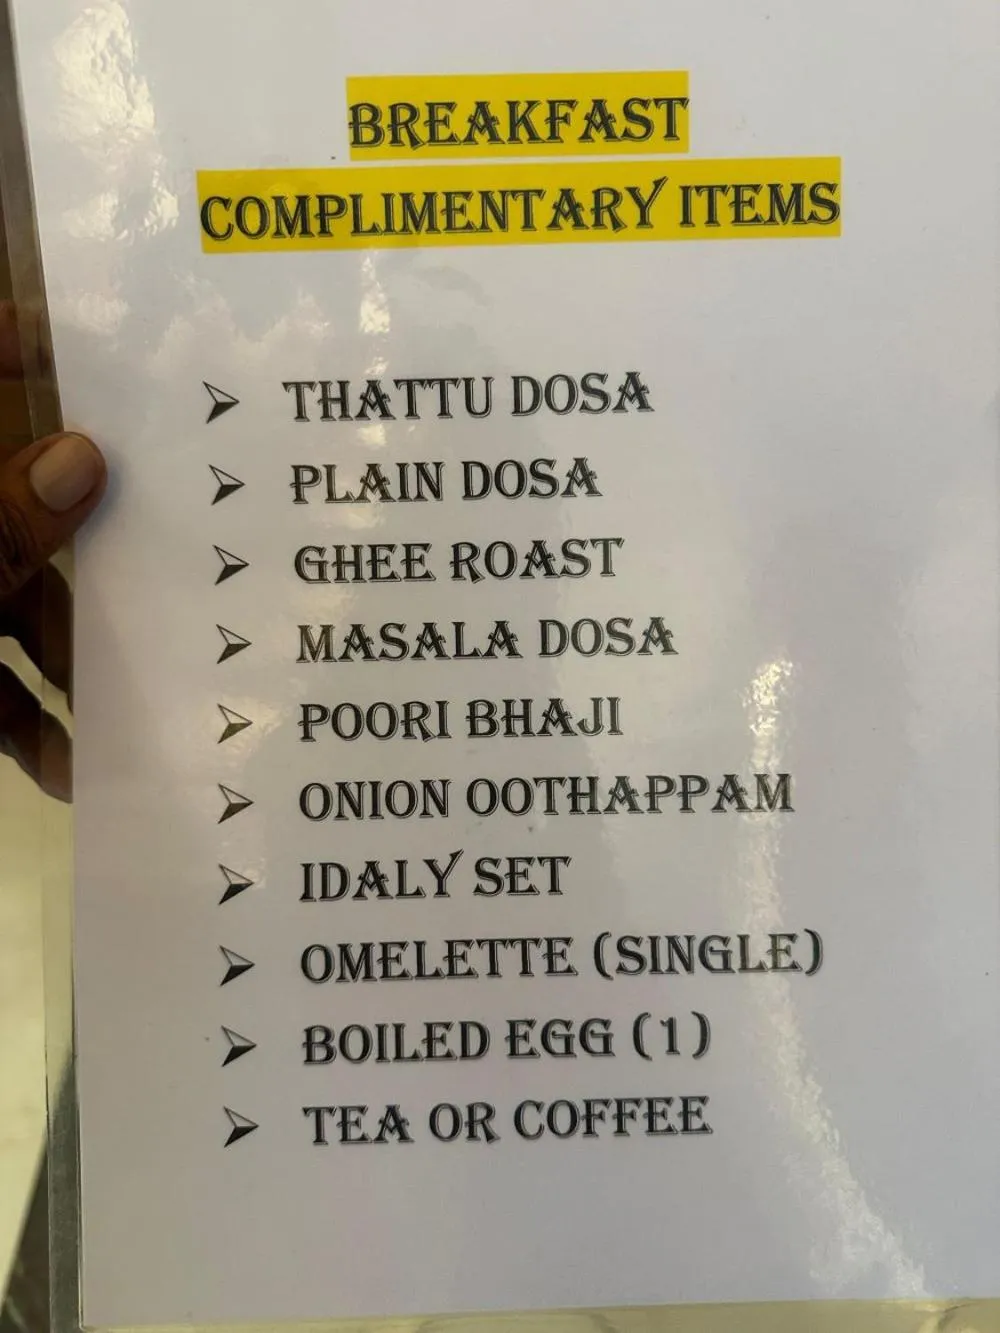 BREAKFAST
COMPLIMENTARY ITEMS
➢ THATTU DOSA
➢ PLAIN DOSA
➢ GHEE ROAST
➢ MASALA DOSA
➢ POORI BHAJI
➢ ONION OOTHAPPAM
➢ IDALY SET
➢ OMELETTE (SINGLE)
➢ BOILED EGG (1)
➢ TEA OR COFFEE